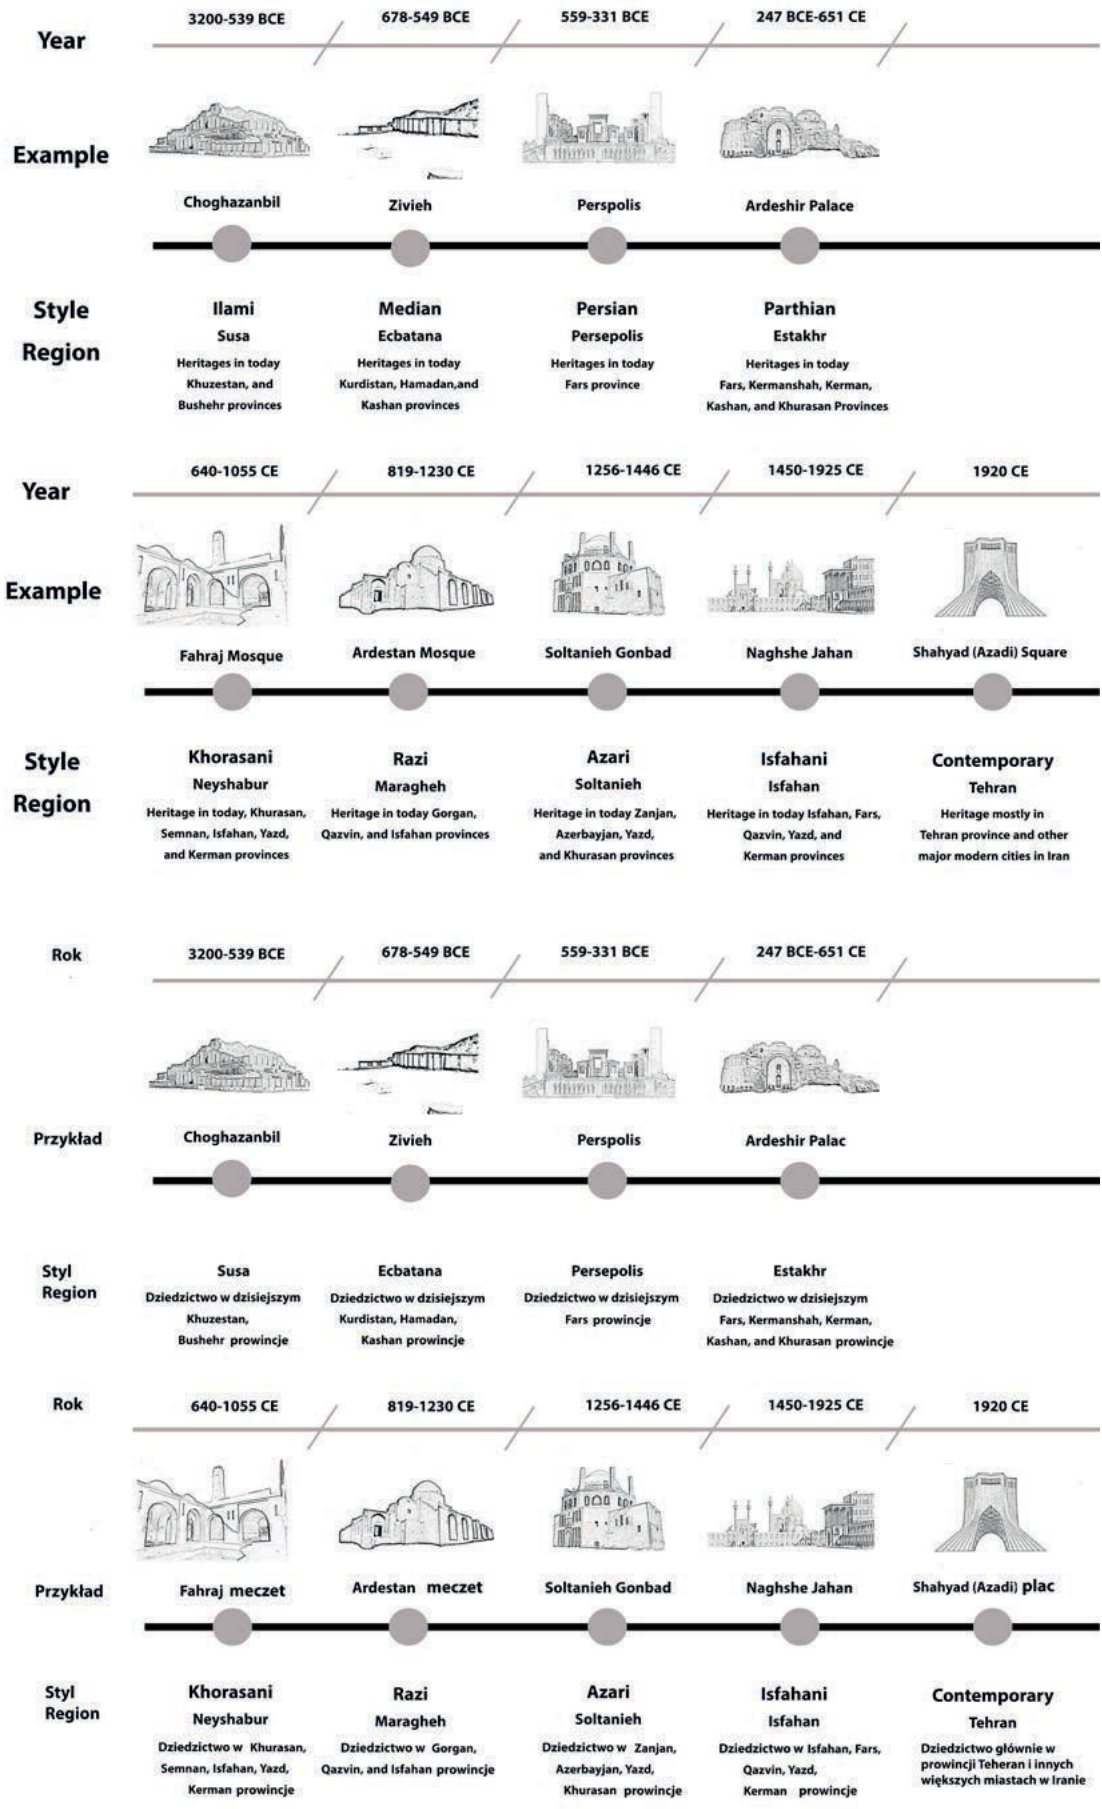 Year
3200-539 BCE
678-549 BCE
559-331 BCE
247 BCE-651 CE
Example
Choghazanbil
Zivieh
Perspolis
Ardeshir Palace
Style
Region
Ilami
Susa
Heritages in today
Khuzestan, and
Bushehr provinces
Median
Ecbatana
Heritages in today
Kurdistan, Hamadan,and
Kashan provinces
Persian
Persepolis
Heritages in today
Fars province
Parthian
Estakhr
Heritages in today
Fars, Kermanshah, Kerman,
Kashan, and Khurasan Provinces
Year
640-1055 CE
819-1230 CE
1256-1446 CE
1450-1925 CE
1920 CE
Example
Fahraj Mosque
Ardestan Mosque
Soltanieh Gonbad
Naghshe Jahan
Shahyad (Azadi) Square
Style
Region
Khorasani
Neyshabur
Heritage in today, Khurasan,
Semnan, Isfahan, Yazd,
and Kerman provinces
Razi
Maragheh
Heritage in today Gorgan,
Qazvin, and Isfahan provinces
Azari
Soltanieh
Heritage in today Zanjan,
Azerbayjan, Yazd,
and Khurasan provinces
Isfahani
Isfahan
Heritage in today Isfahan, Fars,
Qazvin, Yazd, and
Kerman provinces
Contemporary
Tehran
Heritage mostly in
Tehran province and other
major modern cities in Iran
Rok
3200-539 BCE
678-549 BCE
559-331 BCE
247 BCE-651 CE
Przykład
Choghazanbil
Zivieh
Perspolis
Ardeshir Palac
Styl
Region
Susa
Dziedzictwo w dzisiejszym
Khuzestan,
Bushehr prowincje
Ecbatana
Dziedzictwo w dzisiejszym
Kurdistan, Hamadan,
Kashan prowincje
Persepolis
Dziedzictwo w dzisiejszym
Fars prowincje
Estakhr
Dziedzictwo w dzisiejszym
Fars, Kermanshah, Kerman,
Kashan, and Khurasan prowincje
Rok
640-1055 CE
819-1230 CE
1256-1446 CE
1450-1925 CE
1920 CE
Przykład
Fahraj meczet
Ardestan meczet
Soltanieh Gonbad
Naghshe Jahan
Shahyad (Azadi) plac
Styl
Region
Khorasani
Neyshabur
Dziedzictwo w Khurasan,
Semnan, Isfahan, Yazd,
Kerman prowincje
Razi
Maragheh
Dziedzictwo w Gorgan,
Qazvin, and Isfahan prowincje
Azari
Soltanieh
Dziedzictwo w Zanjan,
Azerbayjan, Yazd,
Khurasan prowincje
Isfahani
Isfahan
Dziedzictwo w Isfahan, Fars,
Qazvin, Yazd,
Kerman prowincje
Contemporary
Tehran
Dziedzictwo głównie w
prowincji Teheran i innych
większych miastach w Iranie